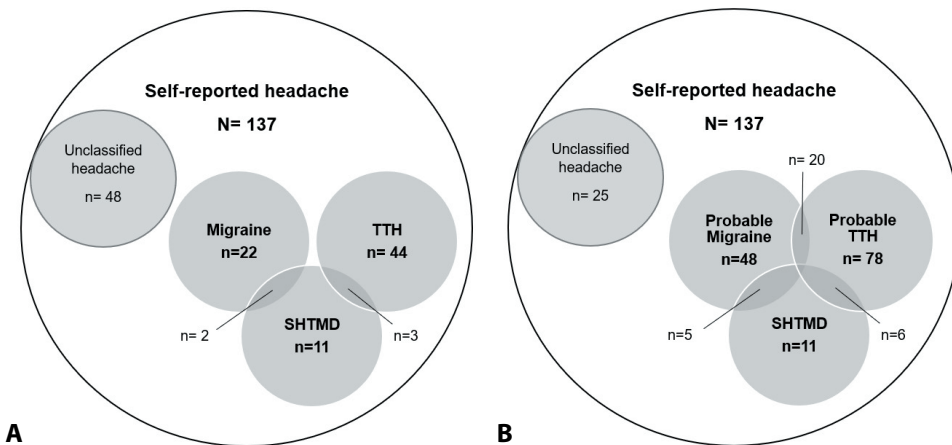 Self-reported headache
N= 137
Unclassified
headache
n= 48
Migraine
n=22
TTH
n= 44
n= 2
SHTMD
n=11
n=3
A
Self-reported headache
N= 137
Unclassified
headache
n= 25
n= 20
Probable
Migraine
n=48
Probable
TTH
n= 78
n=5
SHTMD
n=11
n=6
B